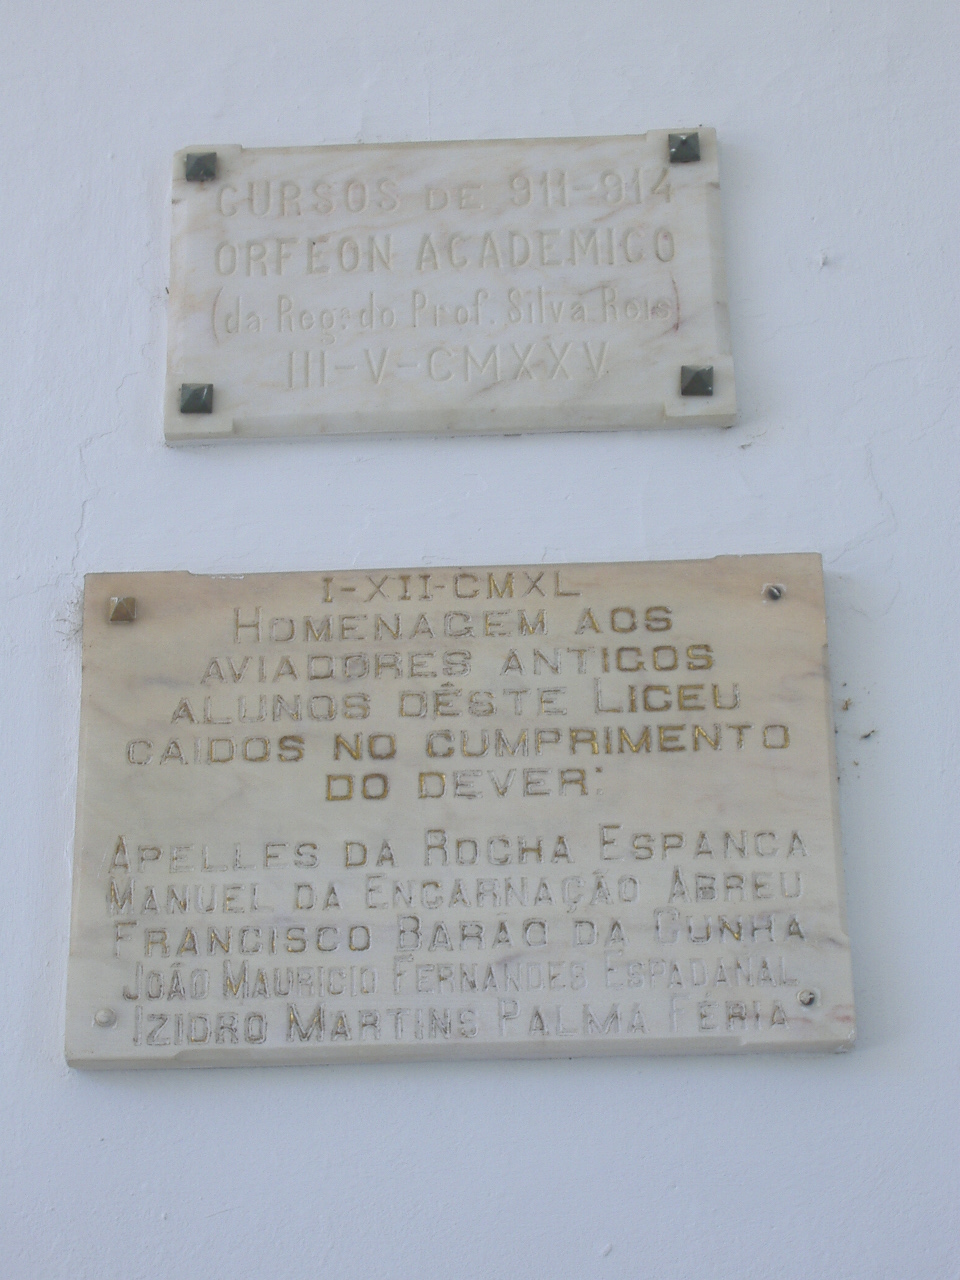 CURSOS DE 911-914
ORFEON ACADEMICO
(da Reg.ᶜ do Prof. Silva Reis)
III-V-CMXXV
I-XII-CMXL
HOMENAGEM AOS
AVIADORES ANTIGOS
ALUNOS DÊSTE LICEU
CAIDOS NO CUMPRIMENTO
DO DEVER:
APELLES DA ROCHA ESPANCA
MANUEL DA ENCARNAÇÃO ABREU
FRANCISCO BARÃO DA CUNHA
JOÃO MAURICIO FERNANDES ESPADANAL
IZIDRO MARTINS PALMA FÉRIA